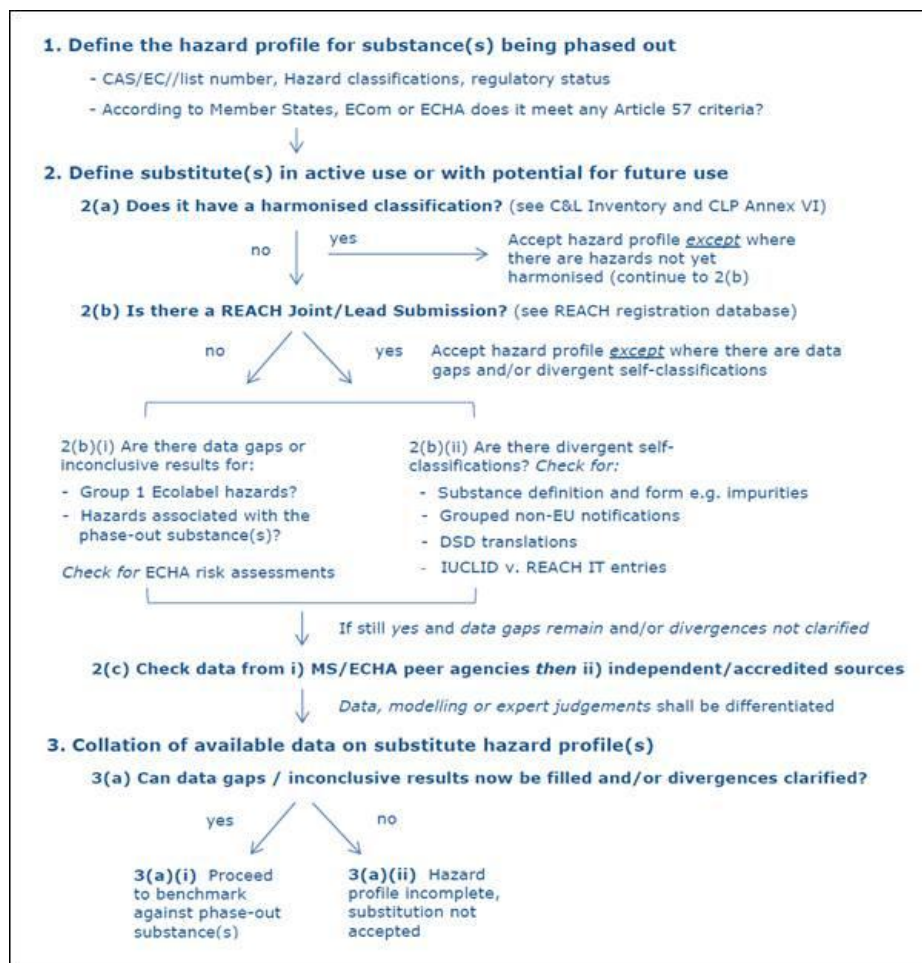 1. Define the hazard profile for substance(s) being phased out
- CAS/EC//list number, Hazard classifications, regulatory status
- According to Member States, ECom or ECHA does it meet any Article 57 criteria?
2. Define substitute(s) in active use or with potential for future use
2(a) Does it have a harmonised classification? (see C&L Inventory and CLP Annex VI)
no
yes
Accept hazard profile except where
there are hazards not yet
harmonised (continue to 2(b)
2(b) Is there a REACH Joint/Lead Submission? (see REACH registration database)
no
yes
Accept hazard profile except where there are data
gaps and/or divergent self-classifications
2(b)(i) Are there data gaps or
inconclusive results for:
- Group 1 Ecolabel hazards?
- Hazards associated with the
phase-out substance(s)?
Check for ECHA risk assessments
2(b)(ii) Are there divergent self-
classifications? Check for:
- Substance definition and form e.g. impurities
- Grouped non-EU notifications
- DSD translations
- IUCLID v. REACH IT entries
If still yes and data gaps remain and/or divergences not clarified
2(c) Check data from i) MS/ECHA peer agencies then ii) independent/accredited sources
Data, modelling or expert judgements shall be differentiated
3. Collation of available data on substitute hazard profile(s)
3(a) Can data gaps / inconclusive results now be filled and/or divergences clarified?
yes
no
3(a)(i) Proceed
to benchmark
against phase-out
substance(s)
3(a)(ii) Hazard
profile incomplete,
substitution not
accepted